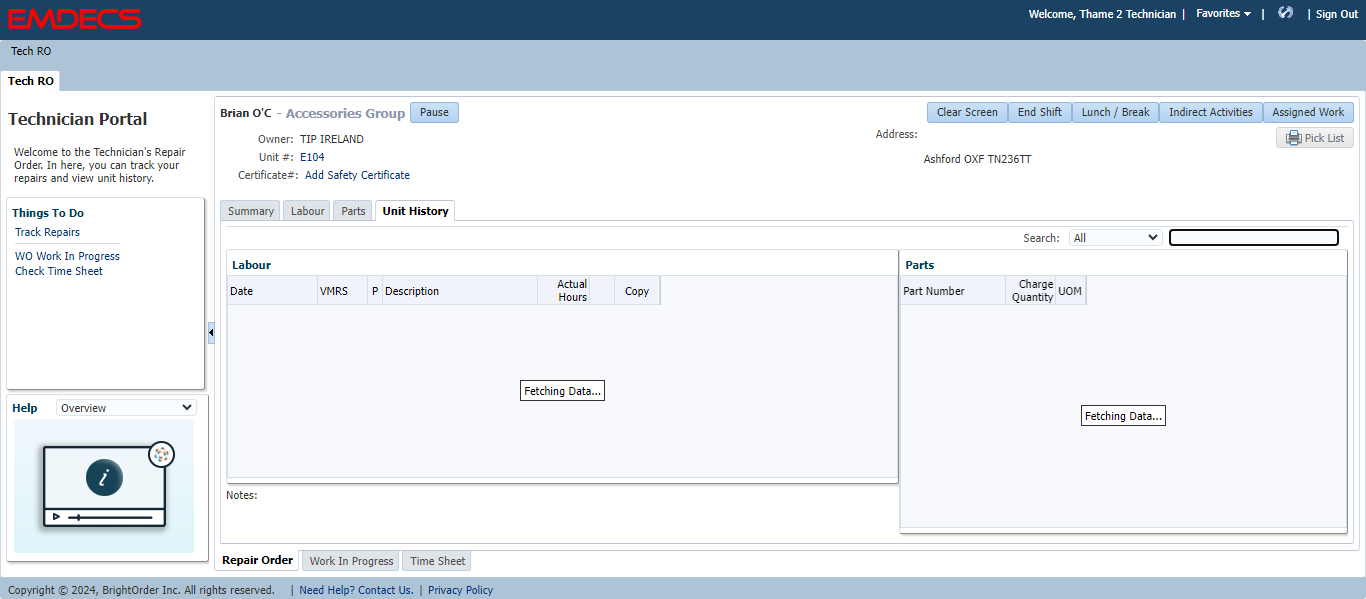 EMDECS
Welcome, Thame 2 Technician | Favorites | | Sign Out
Tech RO
Tech RO
Technician Portal
Welcome to the Technician's Repair
Order. In here, you can track your
repairs and view unit history.
Things To Do
Track Repairs
WO Work In Progress
Check Time Sheet
Help Overview
i
Brian O'C - Accessories Group Pause
Clear Screen End Shift Lunch / Break Indirect Activities Assigned Work
Owner: TIP IRELAND
Unit #: E104
Certificate#: Add Safety Certificate
Address:
Pick List
Ashford OXF TN236TT
Summary Labour Parts Unit History
Search: All
Labour
Date VMRS P Description Actual Hours Copy
Fetching Data...
Notes:
Parts
Part Number Charge Quantity UOM
Fetching Data...
Repair Order Work In Progress Time Sheet
Copyright © 2024, BrightOrder Inc. All rights reserved. | Need Help? Contact Us. | Privacy Policy